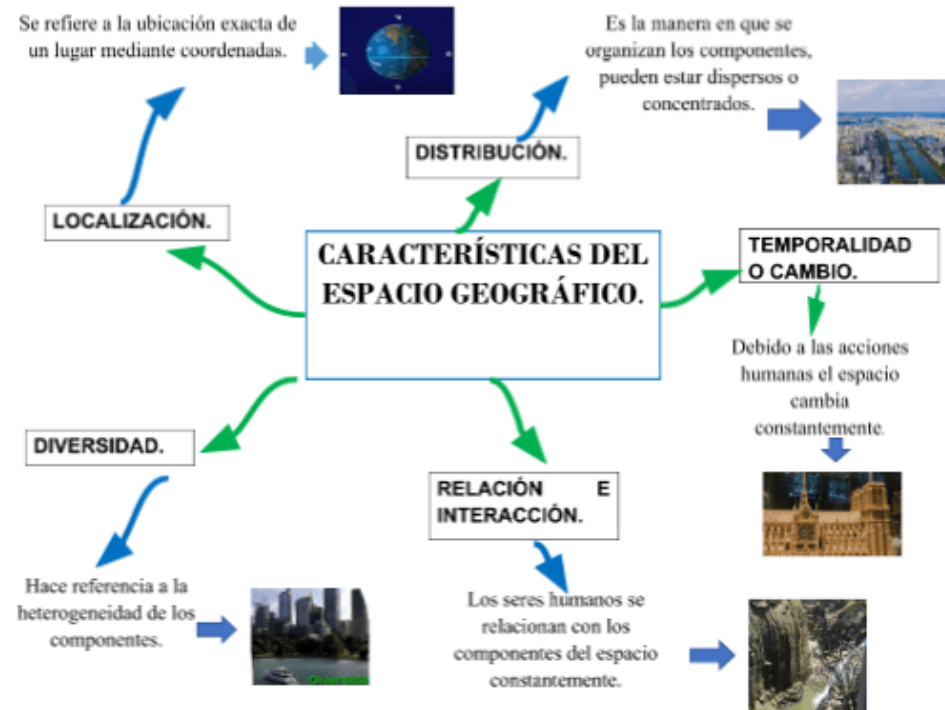 Se refiere a la ubicación exacta de
un lugar mediante coordenadas.
Es la manera en que se
organizan los componentes,
pueden estar dispersos o
concentrados.
DISTRIBUCIÓN.
LOCALIZACIÓN.
CARACTERÍSTICAS DEL
ESPACIO GEOGRÁFICO.
TEMPORALIDAD
O CAMBIO.
Debido a las acciones
humanas el espacio
cambia
constantemente.
DIVERSIDAD.
RELACIÓN E
INTERACCIÓN.
Hace referencia a la
heterogeneidad de los
componentes.
Diversidad
Los seres humanos se
relacionan con los
componentes del espacio
constantemente.